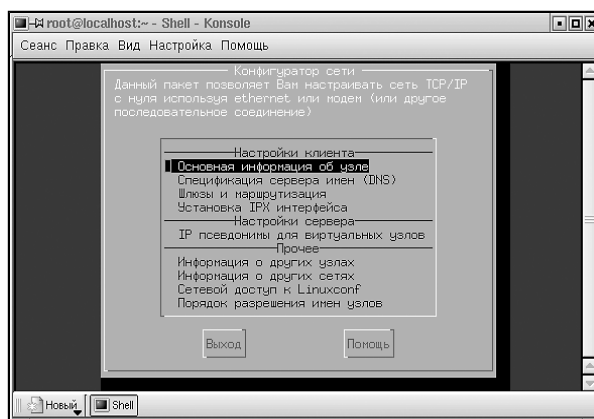 root@localhost:~ - Shell - Konsole
Сеанс Правка Вид Настройка Помощь
Конфигуратор сети
Данный пакет позволяет Вам настраивать сеть TCP/IP
с нуля используя ethernet или модем (или другое
последовательное соединение)
Настройки клиента
Основная информация об узле
Спецификация сервера имен (DNS)
Шлюзы и маршрутизация
Установка IPX интерфейса
Настройки сервера
IP псевдонимы для виртуальных узлов
Прочее
Информация о других узлах
Информация о других сетях
Сетевой доступ к Linuxconf
Порядок разрешения имен узлов
Выход Помощь
Новый Shell